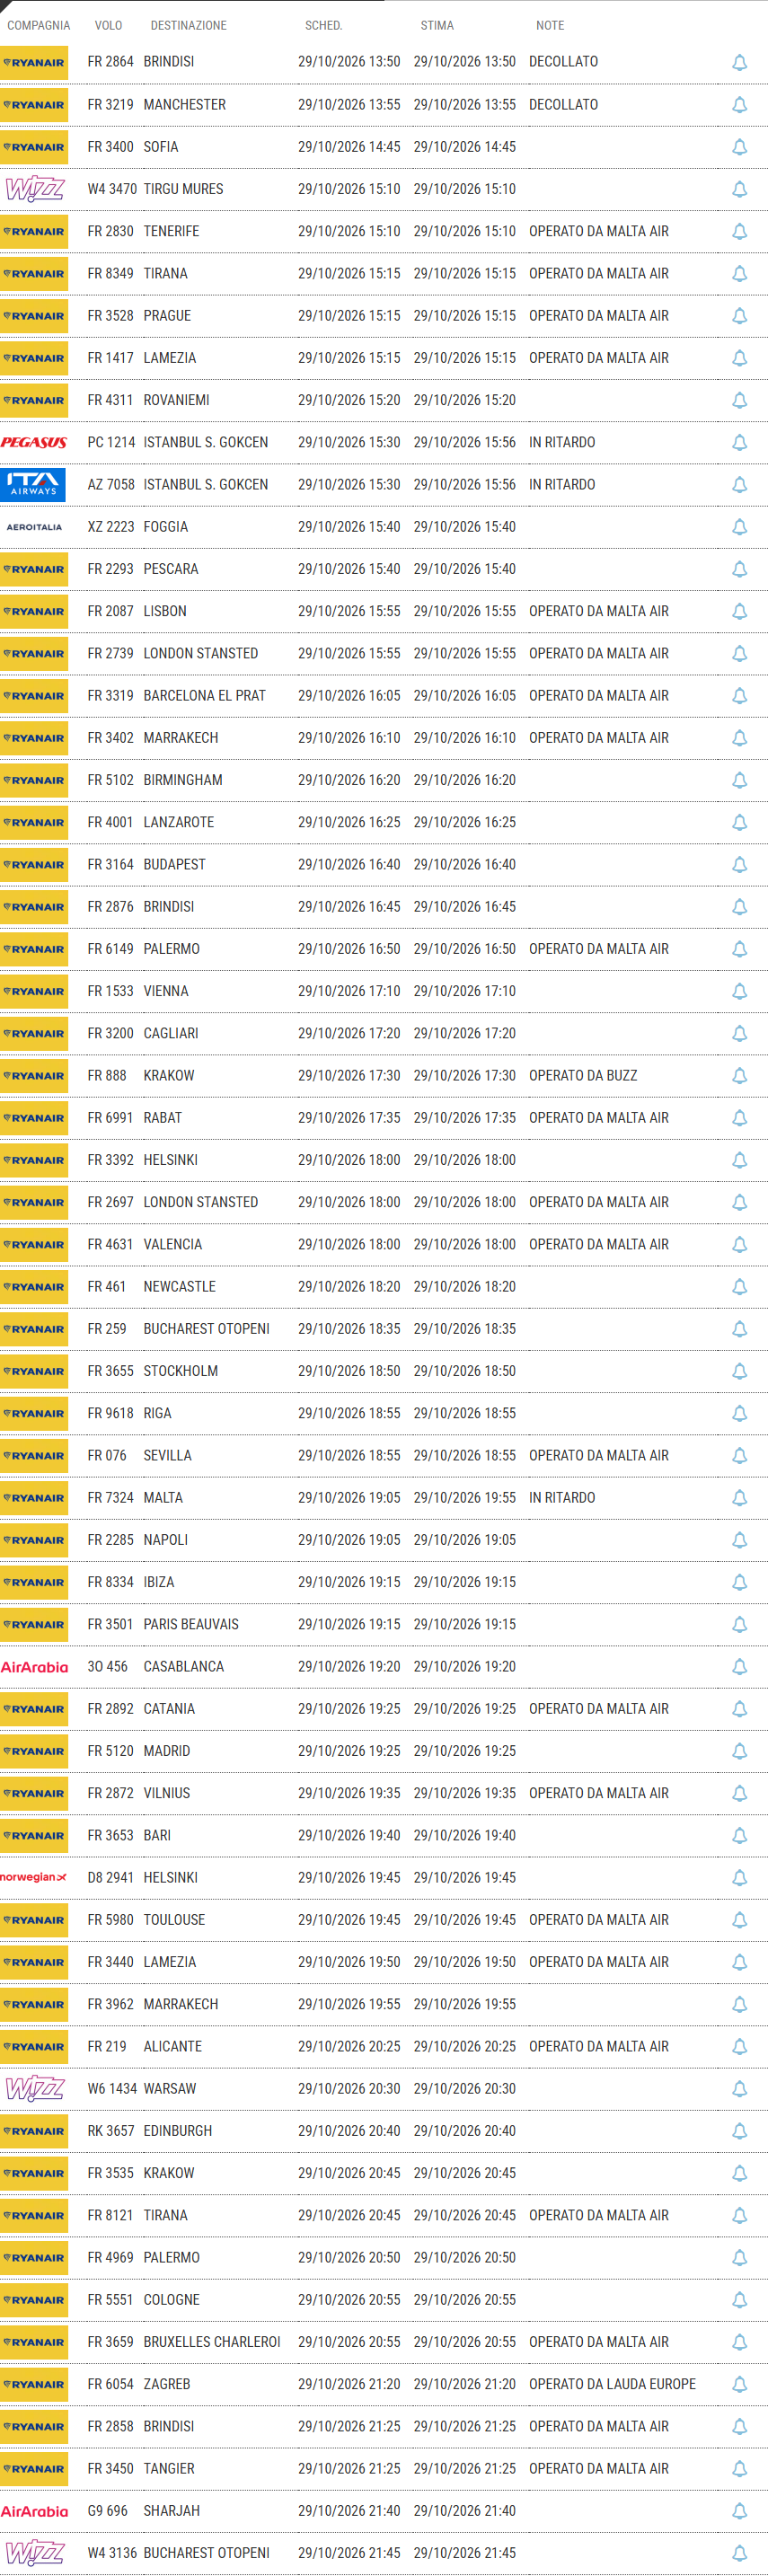 COMPAGNIA VOLO DESTINAZIONE SCHED. STIMA NOTE
RYANAIR FR 2864 BRINDISI 29/10/2026 13:50 29/10/2026 13:50 DECOLLATO
RYANAIR FR 3219 MANCHESTER 29/10/2026 13:55 29/10/2026 13:55 DECOLLATO
RYANAIR FR 3400 SOFIA 29/10/2026 14:45 29/10/2026 14:45
Wizz W4 3470 TIRGU MURES 29/10/2026 15:10 29/10/2026 15:10
RYANAIR FR 2830 TENERIFE 29/10/2026 15:10 29/10/2026 15:10 OPERATO DA MALTA AIR
RYANAIR FR 8349 TIRANA 29/10/2026 15:15 29/10/2026 15:15 OPERATO DA MALTA AIR
RYANAIR FR 3528 PRAGUE 29/10/2026 15:15 29/10/2026 15:15 OPERATO DA MALTA AIR
RYANAIR FR 1417 LAMEZIA 29/10/2026 15:15 29/10/2026 15:15 OPERATO DA MALTA AIR
RYANAIR FR 4311 ROVANIEMI 29/10/2026 15:20 29/10/2026 15:20
PEGASUS PC 1214 ISTANBUL S. GOKCEN 29/10/2026 15:30 29/10/2026 15:56 IN RITARDO
ITA AIRWAYS AZ 7058 ISTANBUL S. GOKCEN 29/10/2026 15:30 29/10/2026 15:56 IN RITARDO
AEROITALIA XZ 2223 FOGGIA 29/10/2026 15:40 29/10/2026 15:40
RYANAIR FR 2293 PESCARA 29/10/2026 15:40 29/10/2026 15:40
RYANAIR FR 2087 LISBON 29/10/2026 15:55 29/10/2026 15:55 OPERATO DA MALTA AIR
RYANAIR FR 2739 LONDON STANSTED 29/10/2026 15:55 29/10/2026 15:55 OPERATO DA MALTA AIR
RYANAIR FR 3319 BARCELONA EL PRAT 29/10/2026 16:05 29/10/2026 16:05 OPERATO DA MALTA AIR
RYANAIR FR 3402 MARRAKECH 29/10/2026 16:10 29/10/2026 16:10 OPERATO DA MALTA AIR
RYANAIR FR 5102 BIRMINGHAM 29/10/2026 16:20 29/10/2026 16:20
RYANAIR FR 4001 LANZAROTE 29/10/2026 16:25 29/10/2026 16:25
RYANAIR FR 3164 BUDAPEST 29/10/2026 16:40 29/10/2026 16:40
RYANAIR FR 2876 BRINDISI 29/10/2026 16:45 29/10/2026 16:45
RYANAIR FR 6149 PALERMO 29/10/2026 16:50 29/10/2026 16:50 OPERATO DA MALTA AIR
RYANAIR FR 1533 VIENNA 29/10/2026 17:10 29/10/2026 17:10
RYANAIR FR 3200 CAGLIARI 29/10/2026 17:20 29/10/2026 17:20
RYANAIR FR 888 KRAKOW 29/10/2026 17:30 29/10/2026 17:30 OPERATO DA BUZZ
RYANAIR FR 6991 RABAT 29/10/2026 17:35 29/10/2026 17:35 OPERATO DA MALTA AIR
RYANAIR FR 3392 HELSINKI 29/10/2026 18:00 29/10/2026 18:00
RYANAIR FR 2697 LONDON STANSTED 29/10/2026 18:00 29/10/2026 18:00 OPERATO DA MALTA AIR
RYANAIR FR 4631 VALENCIA 29/10/2026 18:00 29/10/2026 18:00 OPERATO DA MALTA AIR
RYANAIR FR 461 NEWCASTLE 29/10/2026 18:20 29/10/2026 18:20
RYANAIR FR 259 BUCHAREST OTOPENI 29/10/2026 18:35 29/10/2026 18:35
RYANAIR FR 3655 STOCKHOLM 29/10/2026 18:50 29/10/2026 18:50
RYANAIR FR 9618 RIGA 29/10/2026 18:55 29/10/2026 18:55
RYANAIR FR 076 SEVILLA 29/10/2026 18:55 29/10/2026 18:55 OPERATO DA MALTA AIR
RYANAIR FR 7324 MALTA 29/10/2026 19:05 29/10/2026 19:55 IN RITARDO
RYANAIR FR 2285 NAPOLI 29/10/2026 19:05 29/10/2026 19:05
RYANAIR FR 8334 IBIZA 29/10/2026 19:15 29/10/2026 19:15
RYANAIR FR 3501 PARIS BEAUVAIS 29/10/2026 19:15 29/10/2026 19:15
AirArabia 3O 456 CASABLANCA 29/10/2026 19:20 29/10/2026 19:20
RYANAIR FR 2892 CATANIA 29/10/2026 19:25 29/10/2026 19:25 OPERATO DA MALTA AIR
RYANAIR FR 5120 MADRID 29/10/2026 19:25 29/10/2026 19:25
RYANAIR FR 2872 VILNIUS 29/10/2026 19:35 29/10/2026 19:35 OPERATO DA MALTA AIR
RYANAIR FR 3653 BARI 29/10/2026 19:40 29/10/2026 19:40
norwegian D8 2941 HELSINKI 29/10/2026 19:45 29/10/2026 19:45
RYANAIR FR 5980 TOULOUSE 29/10/2026 19:45 29/10/2026 19:45 OPERATO DA MALTA AIR
RYANAIR FR 3440 LAMEZIA 29/10/2026 19:50 29/10/2026 19:50 OPERATO DA MALTA AIR
RYANAIR FR 3962 MARRAKECH 29/10/2026 19:55 29/10/2026 19:55
RYANAIR FR 219 ALICANTE 29/10/2026 20:25 29/10/2026 20:25 OPERATO DA MALTA AIR
Wizz W6 1434 WARSAW 29/10/2026 20:30 29/10/2026 20:30
RYANAIR RK 3657 EDINBURGH 29/10/2026 20:40 29/10/2026 20:40
RYANAIR FR 3535 KRAKOW 29/10/2026 20:45 29/10/2026 20:45
RYANAIR FR 8121 TIRANA 29/10/2026 20:45 29/10/2026 20:45 OPERATO DA MALTA AIR
RYANAIR FR 4969 PALERMO 29/10/2026 20:50 29/10/2026 20:50
RYANAIR FR 5551 COLOGNE 29/10/2026 20:55 29/10/2026 20:55
RYANAIR FR 3659 BRUXELLES CHARLEROI 29/10/2026 20:55 29/10/2026 20:55 OPERATO DA MALTA AIR
RYANAIR FR 6054 ZAGREB 29/10/2026 21:20 29/10/2026 21:20 OPERATO DA LAUDA EUROPE
RYANAIR FR 2858 BRINDISI 29/10/2026 21:25 29/10/2026 21:25 OPERATO DA MALTA AIR
RYANAIR FR 3450 TANGIER 29/10/2026 21:25 29/10/2026 21:25 OPERATO DA MALTA AIR
AirArabia G9 696 SHARJAH 29/10/2026 21:40 29/10/2026 21:40
Wizz W4 3136 BUCHAREST OTOPENI 29/10/2026 21:45 29/10/2026 21:45